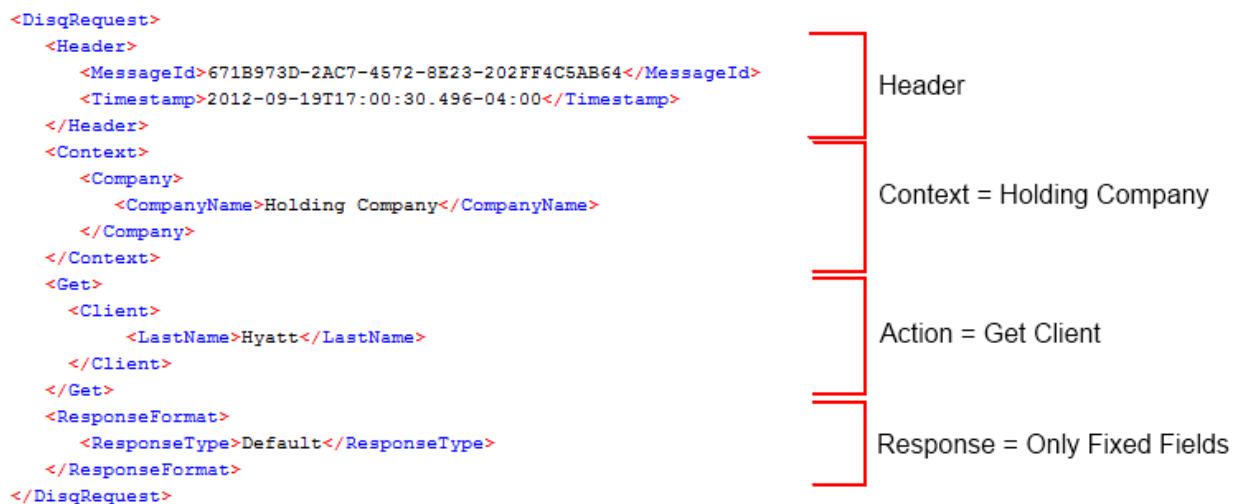 <DisqRequest>
<Header>
<MessageId>671B973D-2AC7-4572-8E23-202FF4C5AB64</MessageId>
<Timestamp>2012-09-19T17:00:30.496-04:00</Timestamp>
</Header>
Header
<Context>
<Company>
<CompanyName>Holding Company</CompanyName>
</Company>
</Context>
Context = Holding Company
<Get>
<Client>
<LastName>Hyatt</LastName>
</Client>
</Get>
Action = Get Client
<ResponseFormat>
<ResponseType>Default</ResponseType>
</ResponseFormat>
Response = Only Fixed Fields
</DisqRequest>